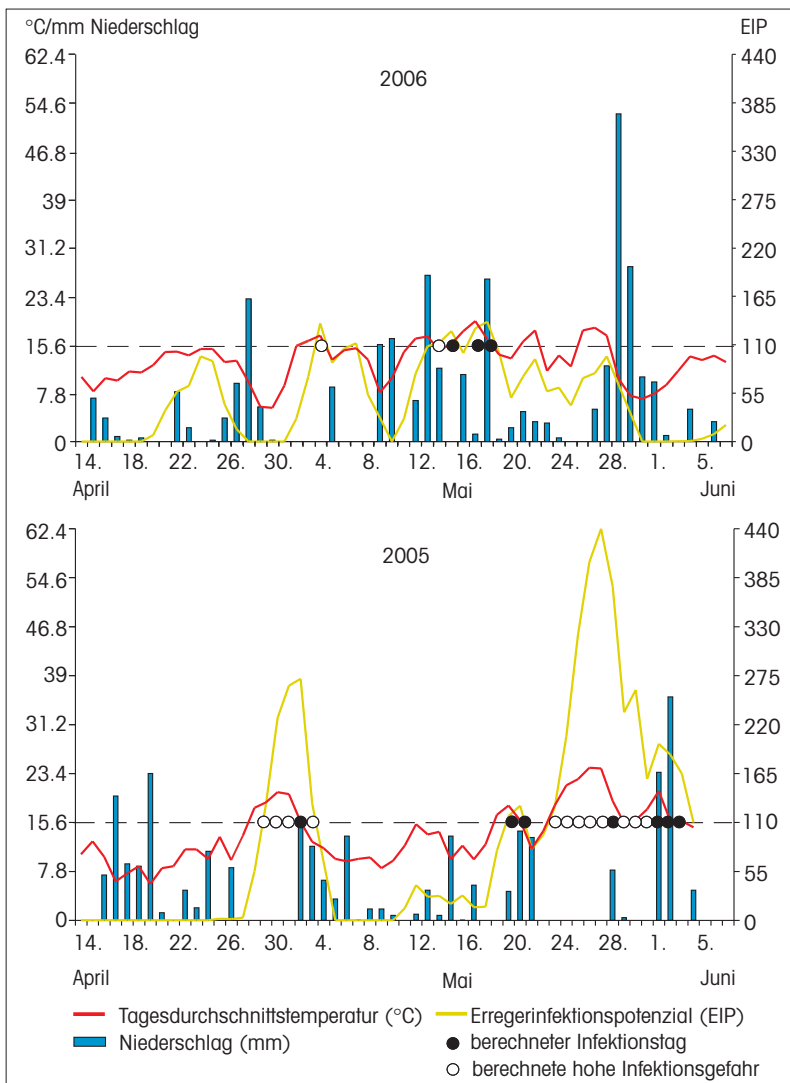 °C/mm Niederschlag EIP
62.4 440
2006
54.6 385
46.8 330
39 275
31.2 220
23.4 165
15.6 110
7.8 55
0 0
14. 18. 22. 26. 4. 8. 12. 16. 20. 24. 28. 1. 5.
April Mai Juni
62.4 440
2005
54.6 385
46.8 330
39 275
31.2 220
23.4 165
15.6 110
7.8 55
0 0
14. 18. 22. 26. 30. 4. 8. 12. 16. 20. 24. 28. 1. 5.
April Mai Juni
Tagesdurchschnittstemperatur (°C) Erregerinfektionspotenzial (EIP)
Niederschlag (mm) berechneter Infektionstag
berechnete hohe Infektionsgefahr